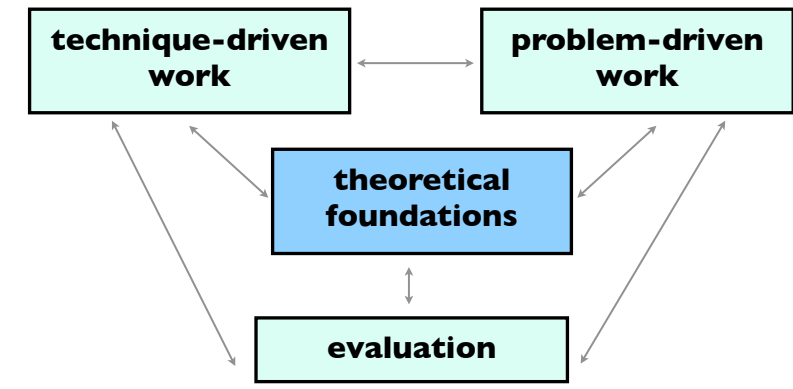 technique-driven
work
problem-driven
work
theoretical
foundations
evaluation